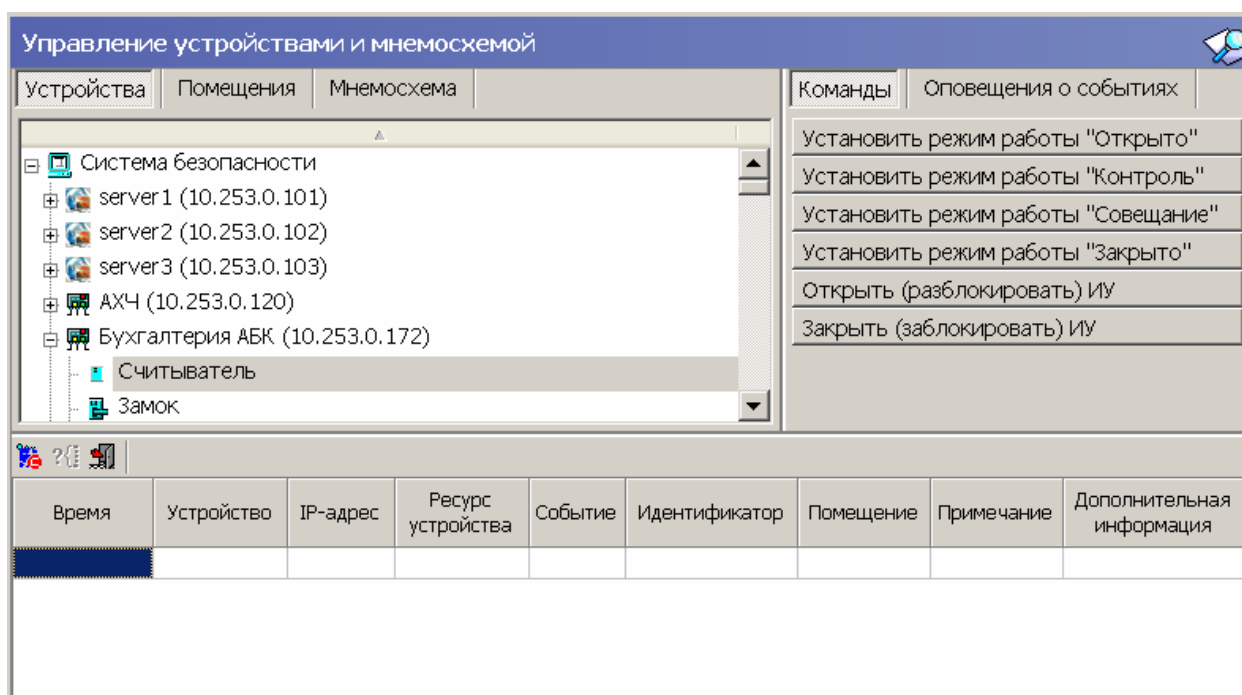 Управление устройствами и мнемосхемой
Устройства Помещения Мнемосхема
Система безопасности
server1 (10.253.0.101)
server2 (10.253.0.102)
server3 (10.253.0.103)
АХЧ (10.253.0.120)
Бухгалтерия АБК (10.253.0.172)
Считыватель
Замок
Команды Оповещения о событиях
Установить режим работы "Открыто"
Установить режим работы "Контроль"
Установить режим работы "Совещание"
Установить режим работы "Закрыто"
Открыть (разблокировать) ИУ
Закрыть (заблокировать) ИУ
Время
Устройство
IP-адрес
Ресурс
устройства
Событие
Идентификатор
Помещение
Примечание
Дополнительная
информация